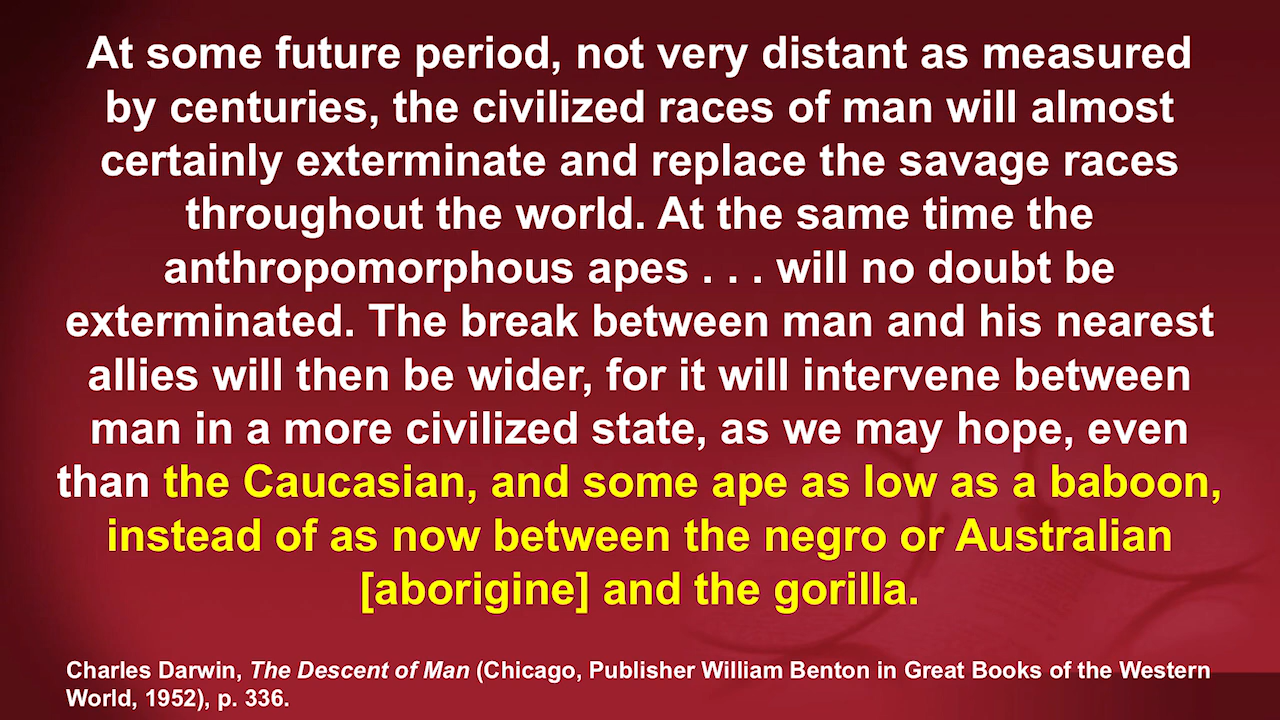 At some future period, not very distant as measured
by centuries, the civilized races of man will almost
certainly exterminate and replace the savage races
throughout the world. At the same time the
anthropomorphous apes . . . will no doubt be
exterminated. The break between man and his nearest
allies will then be wider, for it will intervene between
man in a more civilized state, as we may hope, even
than the Caucasian, and some ape as low as a baboon,
instead of as now between the negro or Australian
[aborigine] and the gorilla.
Charles Darwin, The Descent of Man (Chicago, Publisher William Benton in Great Books of the Western
World, 1952), p. 336.